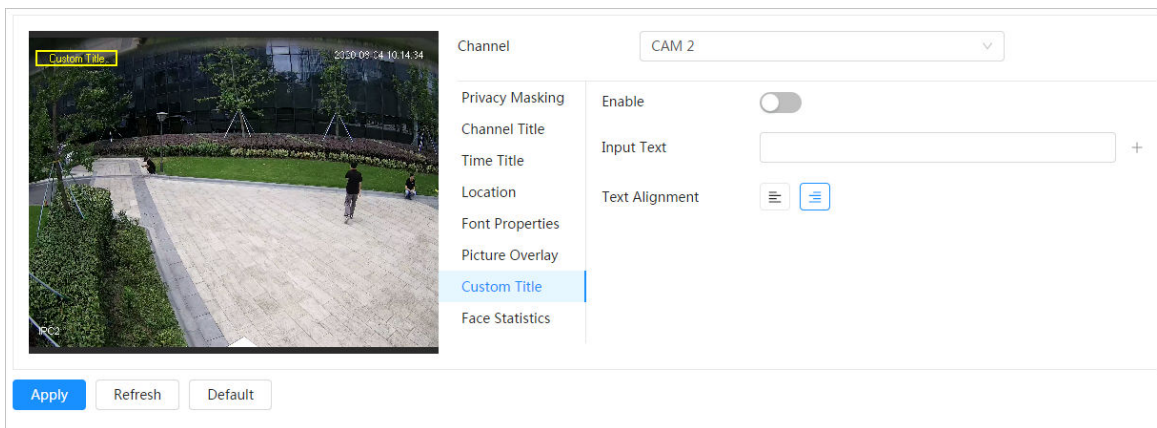 Custom Title..
2020-09-04 10:14:34
IPC2
Channel
CAM 2
Privacy Masking
Channel Title
Time Title
Location
Font Properties
Picture Overlay
Custom Title
Face Statistics
Enable
Input Text
+
Text Alignment
Apply
Refresh
Default